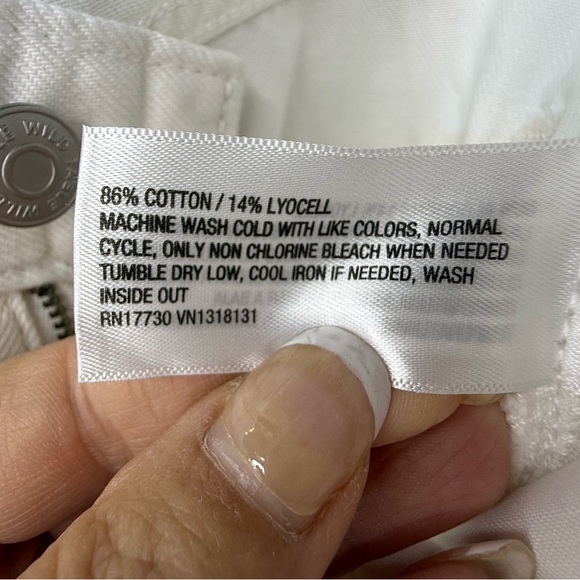 WILD
86% COTTON / 14% LYOCELL
MACHINE WASH COLD WITH LIKE COLORS, NORMAL
CYCLE, ONLY NON CHLORINE BLEACH WHEN NEEDED
TUMBLE DRY LOW, COOL IRON IF NEEDED, WASH
INSIDE OUT
RN17730 VN1318131